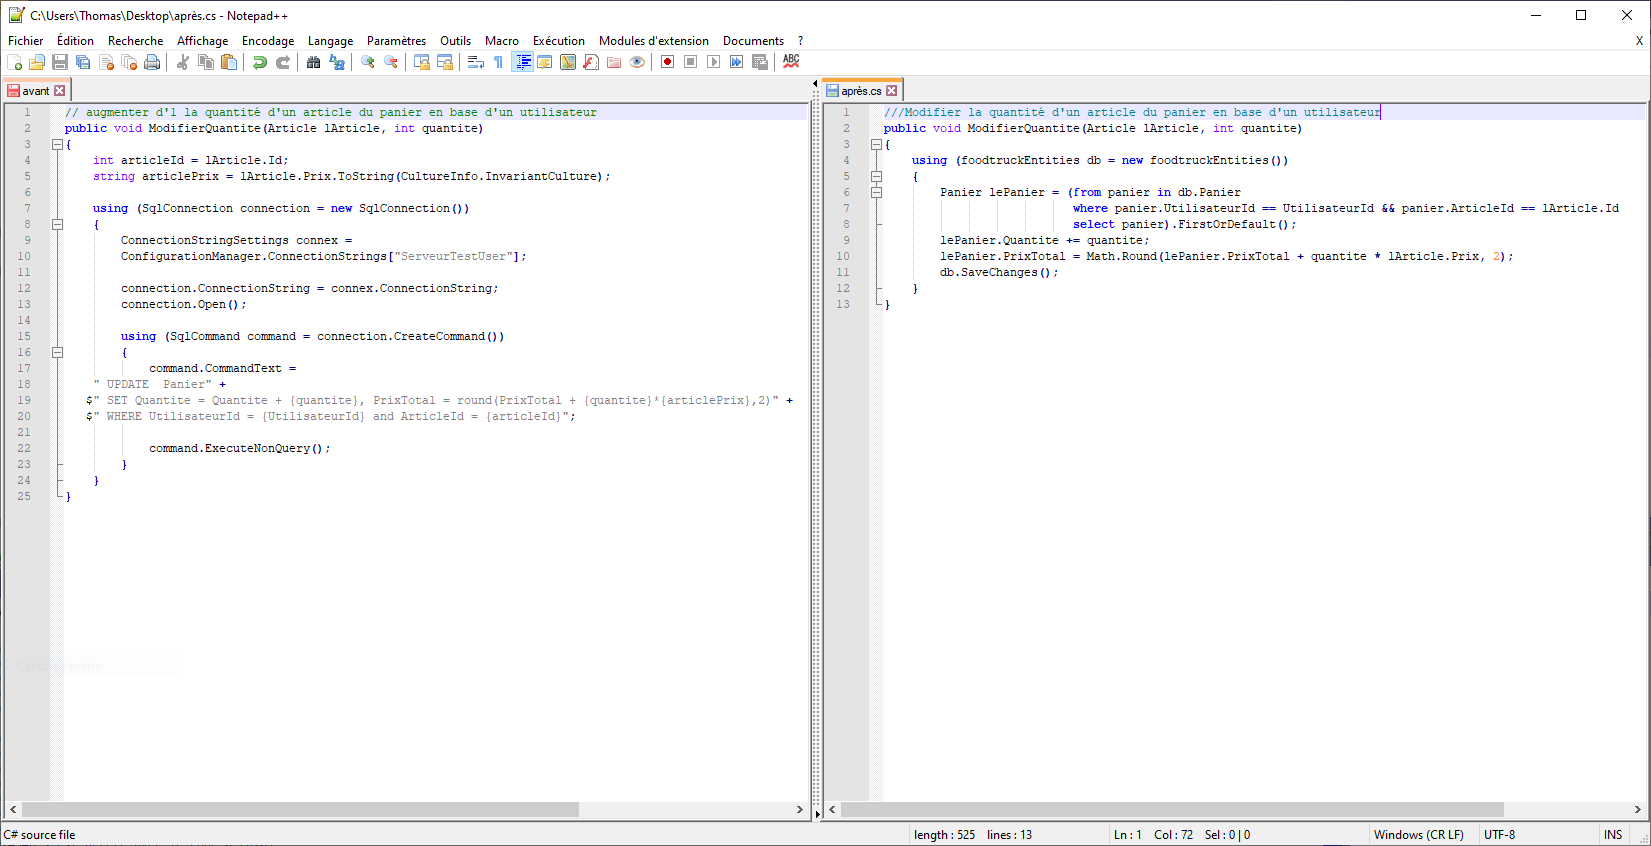 C:\Users\Thomas\Desktop\après.cs - Notepad++
Fichier Édition Recherche Affichage Encodage Langage Paramètres Outils Macro Exécution Modules d'extension Documents ? X
ABC
avant
1 // augmenter d'1 la quantité d'un article du panier en base d'un utilisateur
2 public void ModifierQuantite(Article lArticle, int quantite)
3 {
4 int articleId = lArticle.Id;
5 string articlePrix = lArticle.Prix.ToString(CultureInfo.InvariantCulture);
6
7 using (SqlConnection connection = new SqlConnection())
8 {
9 ConnectionStringSettings connex =
10 ConfigurationManager.ConnectionStrings["ServeurTestUser"];
11
12 connection.ConnectionString = connex.ConnectionString;
13 connection.Open();
14
15 using (SqlCommand command = connection.CreateCommand())
16 {
17 command.CommandText =
18 " UPDATE  Panier" +
19 $" SET Quantite = Quantite + {quantite}, PrixTotal = round(PrixTotal + {quantite}*{articlePrix},2)" +
20 $" WHERE UtilisateurId = {UtilisateurId} and ArticleId = {articleId}";
21
22 command.ExecuteNonQuery();
23 }
24 }
25 }
après.cs
1 ///Modifier la quantité d'un article du panier en base d'un utilisateur
2 public void ModifierQuantite(Article lArticle, int quantite)
3 {
4 using (foodtruckEntities db = new foodtruckEntities())
5 {
6 Panier lePanier = (from panier in db.Panier
7 where panier.UtilisateurId == UtilisateurId && panier.ArticleId == lArticle.Id
8 select panier).FirstOrDefault();
9 lePanier.Quantite += quantite;
10 lePanier.PrixTotal = Math.Round(lePanier.PrixTotal + quantite * lArticle.Prix, 2);
11 db.SaveChanges();
12 }
13 }
Capture Fenêtre
C# source file length : 525 lines : 13 Ln : 1 Col : 72 Sel : 0 | 0 Windows (CR LF) UTF-8 INS